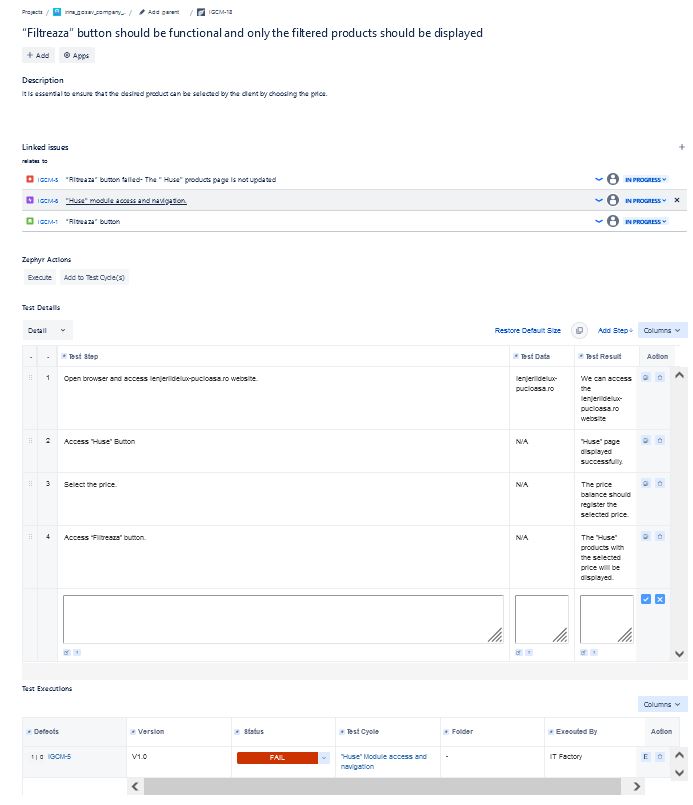 Projects / inna_gosav_company_... / Add parent / IGCM-18
"Filtreaza" button should be functional and only the filtered products should be displayed
+ Add Apps
Description
It is essential to ensure that the desired product can be selected by the client by choosing the price.
Linked issues +
relates to
IGCM-5 "Filtreaza" button failed- The " Huse" products page is not updated IN PROGRESS
IGCM-6 "Huse" module access and navigation. IN PROGRESS ×
IGCM-1 "Filtreaza" button IN PROGRESS
Zephyr Actions
Execute Add to Test Cycle(s)
Test Details
Detail Restore Default Size Add Step+ Columns
- - Test Step Test Data Test Result Action
1 Open browser and access lenjeriidelux-pucioasa.ro website. lenjeriidelux-pucioasa.ro We can access the lenjeriidelux-pucioasa.ro website
2 Access "Huse" Button N/A "Huse" page displayed successfully.
3 Select the price. N/A The price balance should register the selected price.
4 Access "Filtreaza" button. N/A The "Huse" products with the selected price will be displayed.
Test Executions
Columns
Defects Version Status Test Cycle Folder Executed By Action
1 | 0 IGCM-5 V1.0 FAIL "Huse" Module access and navigation - IT Factory E